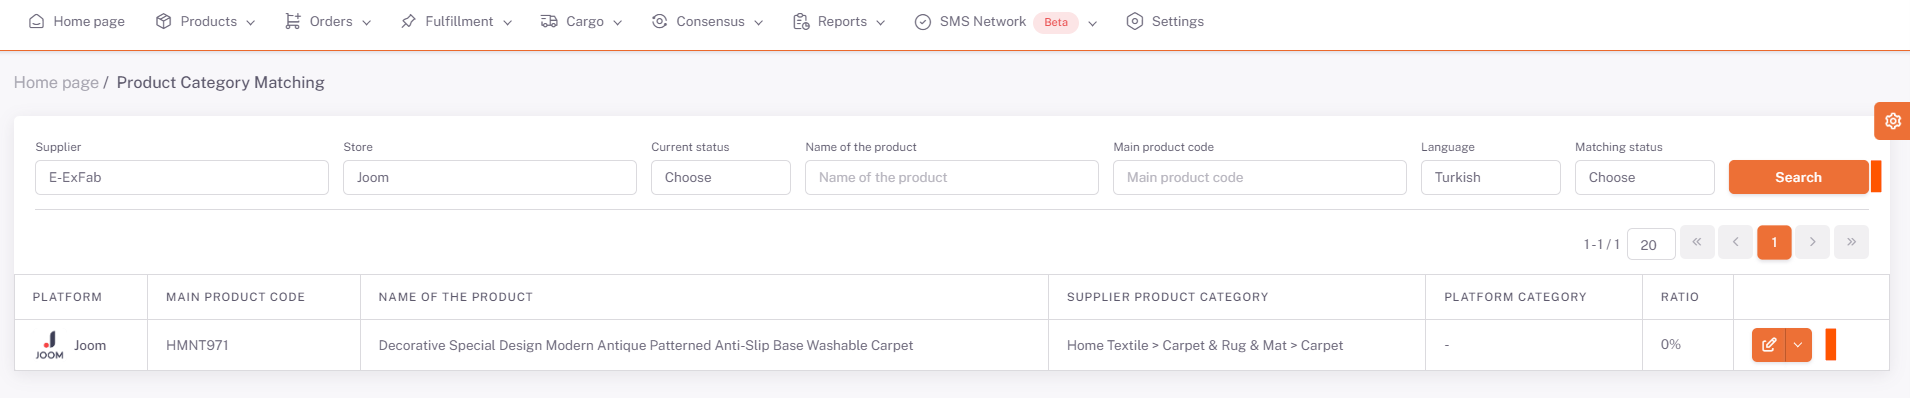 Home page Products Orders Fulfillment Cargo Consensus Reports SMS Network Beta Settings
Home page / Product Category Matching
Supplier Store Current status Name of the product Main product code Language Matching status
E-ExFab Joom Choose Name of the product Main product code Turkish Choose Search
1 - 1 / 1 20 « ‹ 1 › »
PLATFORM MAIN PRODUCT CODE NAME OF THE PRODUCT SUPPLIER PRODUCT CATEGORY PLATFORM CATEGORY RATIO
JOOM Joom HMNT971 Decorative Special Design Modern Antique Patterned Anti-Slip Base Washable Carpet Home Textile > Carpet & Rug & Mat > Carpet - 0%